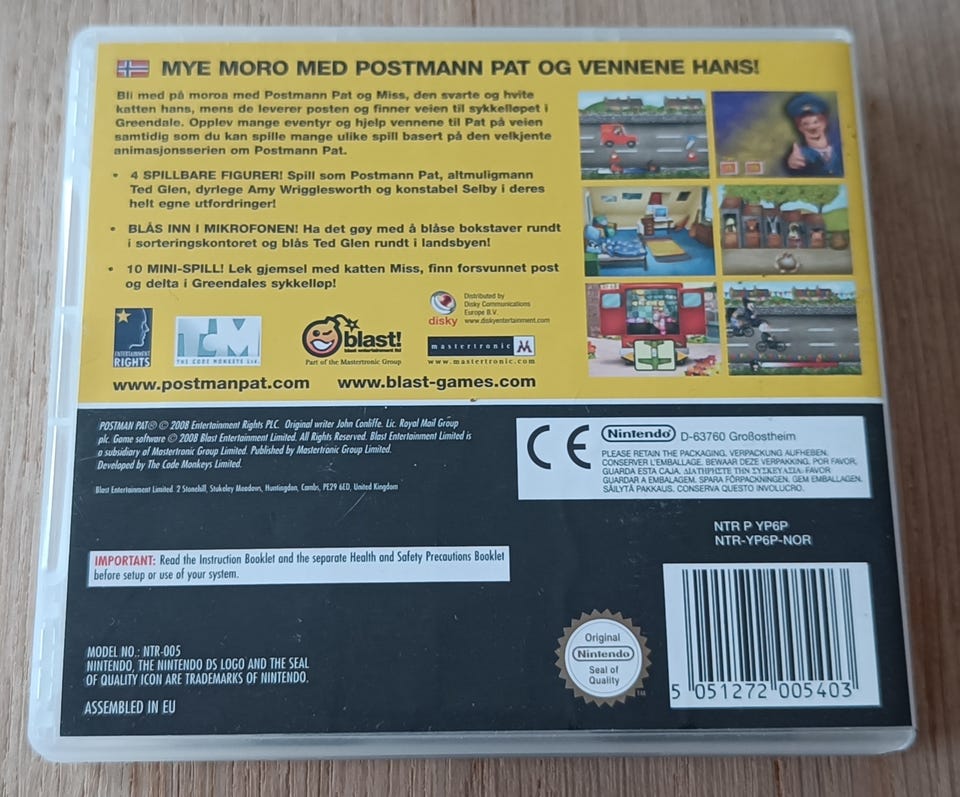 MYE MORO MED POSTMANN PAT OG VENNENE HANS!
Bli med på moroa med Postmann Pat og Miss, den svarte og hvite
katten hans, mens de leverer posten og finner veien til sykkelløpet i
Greendale. Opplev mange eventyr og hjelp vennene til Pat på veien
samtidig som du kan spille mange ulike spill basert på den velkjente
animasjonsserien om Postmann Pat.
• 4 SPILLBARE FIGURER! Spill som Postmann Pat, altmuligmann
Ted Glen, dyrlege Amy Wrigglesworth og konstabel Selby i deres
helt egne utfordringer!
• BLÅS INN I MIKROFONEN! Ha det gøy med å blåse bokstaver rundt
i sorteringskontoret og blås Ted Glen rundt i landsbyen!
• 10 MINI-SPILL! Lek gjemsel med katten Miss, finn forsvunnet post
og delta i Greendales sykkelløp!
ENTERTAINMENT
RIGHTS
TCM
THE CODE MONKEYS Ltd.
blast!
blast entertainment ltd
Part of the Mastertronic Group
disky
Distributed by
Disky Communications
Europe B.V.
www.diskyentertainment.com
mastertronic M
www.mastertronic.com
www.postmanpat.com www.blast-games.com
POSTMAN PAT® © 2008 Entertainment Rights PLC. Original writer John Cunliffe. Lic. Royal Mail Group
plc. Game software © 2008 Blast Entertainment Limited. All Rights Reserved. Blast Entertainment Limited is
a subsidiary of Mastertronic Group Limited. Published by Mastertronic Group Limited.
Developed by The Code Monkeys Limited.
Blast Entertainment Limited. 2 Stonehill, Stukeley Meadows, Huntingdon, Cambs, PE29 6ED, United Kingdom
CE Nintendo® D-63760 Großostheim
PLEASE RETAIN THE PACKAGING. VERPACKUNG AUFHEBEN.
CONSERVER L'EMBALLAGE. BEWAAR DEZE VERPAKKING. POR FAVOR,
GUARDA ESTA CAJA. ΔΙΑΤΗΡΗΣΤΕ ΤΗΝ ΣΥΣΚΕΥΑΣΙΑ. FAVOR
GUARDAR A EMBALAGEM. SPARA FÖRPACKNINGEN. GEM EMBALLAGEN.
SÄILYTÄ PAKKAUS. CONSERVA QUESTO INVOLUCRO.
NTR P YP6P
NTR-YP6P-NOR
IMPORTANT: Read the Instruction Booklet and the separate Health and Safety Precautions Booklet
before setup or use of your system.
MODEL NO.: NTR-005
NINTENDO, THE NINTENDO DS LOGO AND THE SEAL
OF QUALITY ICON ARE TRADEMARKS OF NINTENDO.
ASSEMBLED IN EU
Original
Nintendo®
Seal of
Quality
TM
5 051272 005403